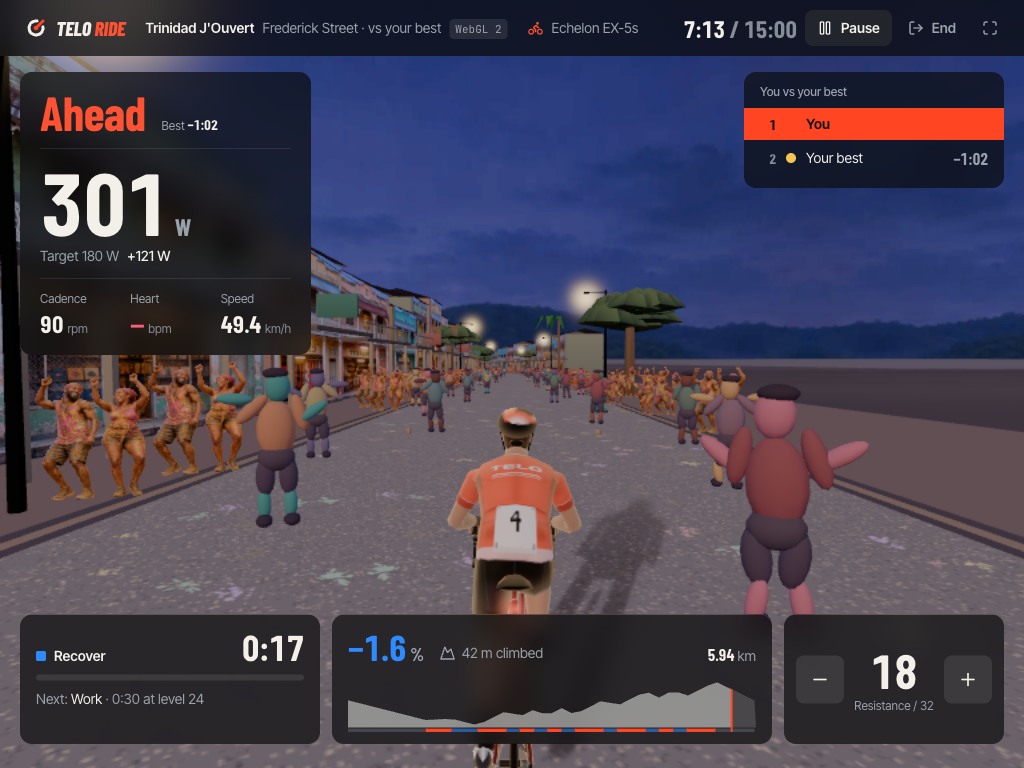 TELO RIDE Trinidad J'Ouvert Frederick Street · vs your best WebGL 2 Echelon EX-5s 7:13 / 15:00 Pause End
Ahead Best −1:02
301 W
Target 180 W +121 W
Cadence Heart Speed
90 rpm — bpm 49.4 km/h
You vs your best
1 You
2 Your best −1:02
TELO
4
Recover 0:17
Next: Work · 0:30 at level 24
−1.6 % 42 m climbed 5.94 km
− 18 +
Resistance / 32